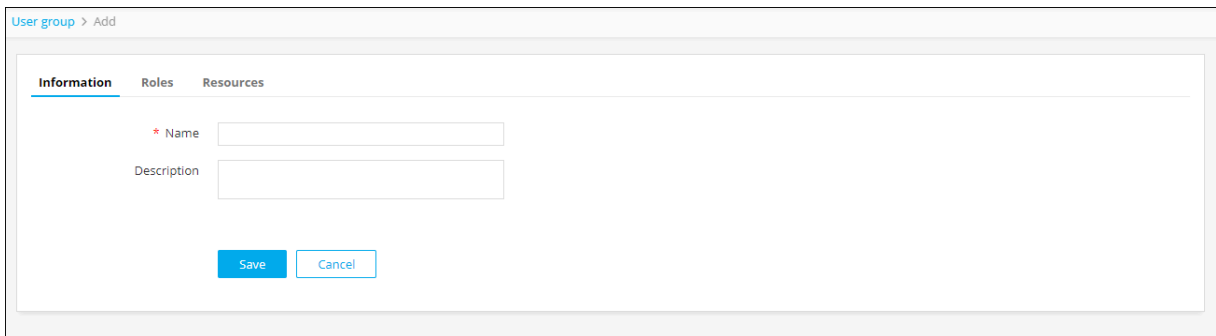 User group > Add
Information Roles Resources
* Name
Description
Save Cancel